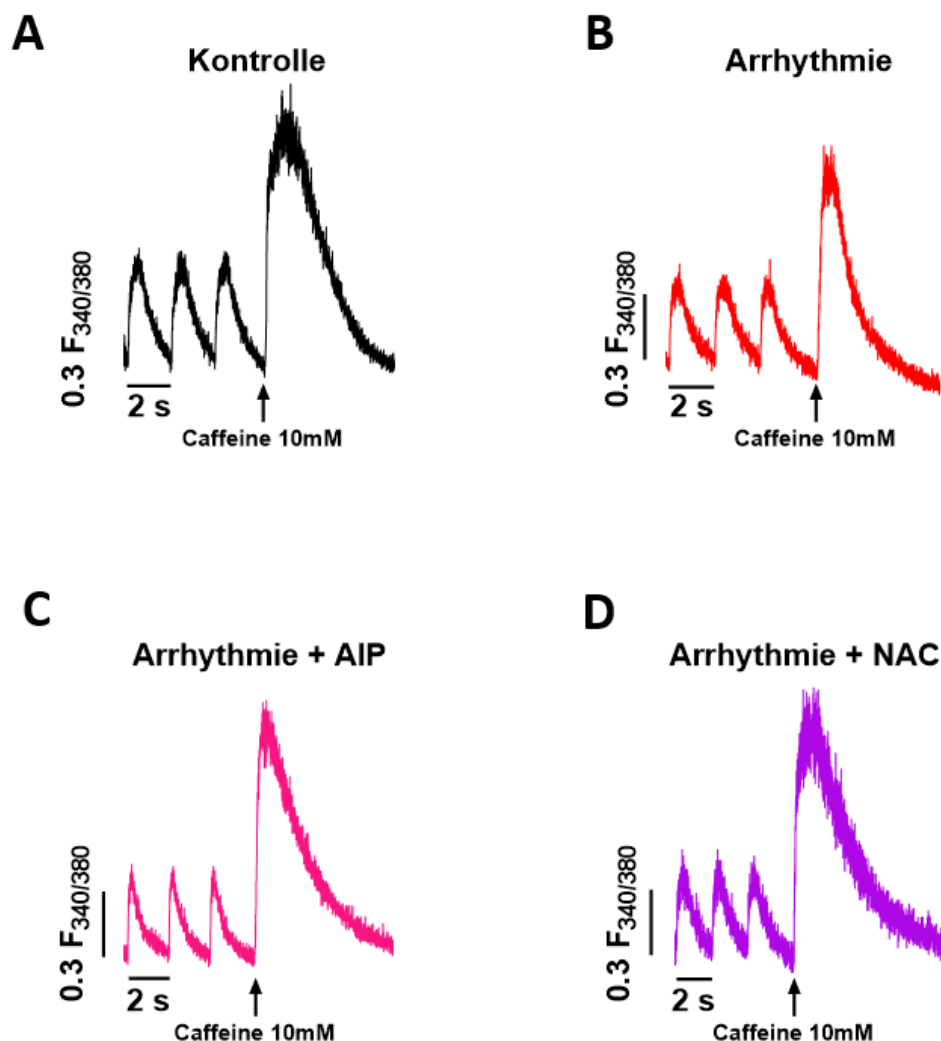 A
Kontrolle
0.3 F340/380
2 s
Caffeine 10mM
B
Arrhythmie
0.3 F340/380
2 s
Caffeine 10mM
C
Arrhythmie + AIP
0.3 F340/380
2 s
Caffeine 10mM
D
Arrhythmie + NAC
0.3 F340/380
2 s
Caffeine 10mM